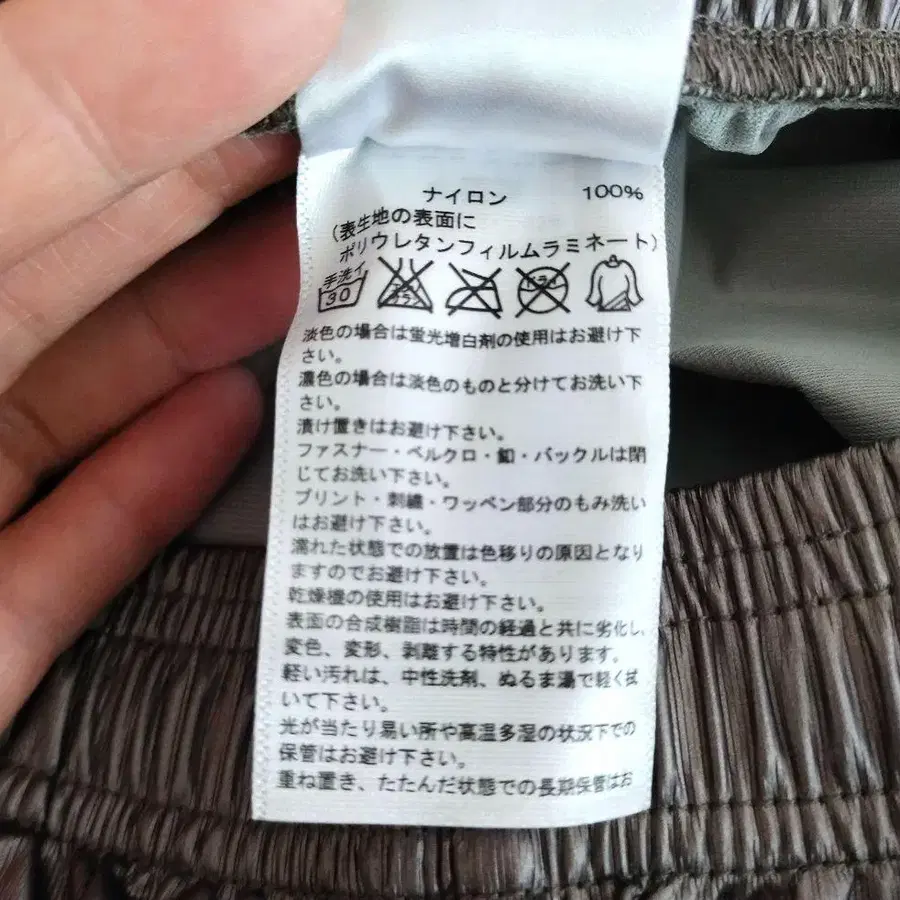 ナイロン 100%
(表生地の表面に
ポリウレタンフィルムラミネート)
手洗イ
30
淡色の場合は蛍光増白剤の使用はお避け下
さい。
濃色の場合は淡色のものと分けてお洗い下
さい。
漬け置きはお避け下さい。
ファスナー・ベルクロ・釦・バックルは閉
じてお洗い下さい。
プリント・刺繍・ワッペン部分のもみ洗い
はお避け下さい。
濡れた状態での放置は色移りの原因となり
ますのでお避け下さい。
乾燥機の使用はお避け下さい。
表面の合成樹脂は時間の経過と共に劣化し、
変色、変形、剥離する特性があります。
軽い汚れは、中性洗剤、ぬるま湯で軽く拭
いて下さい。
光が当たり易い所や高温多湿の状況下での
保管はお避け下さい。
重ね置き、たたんだ状態での長期保管はお